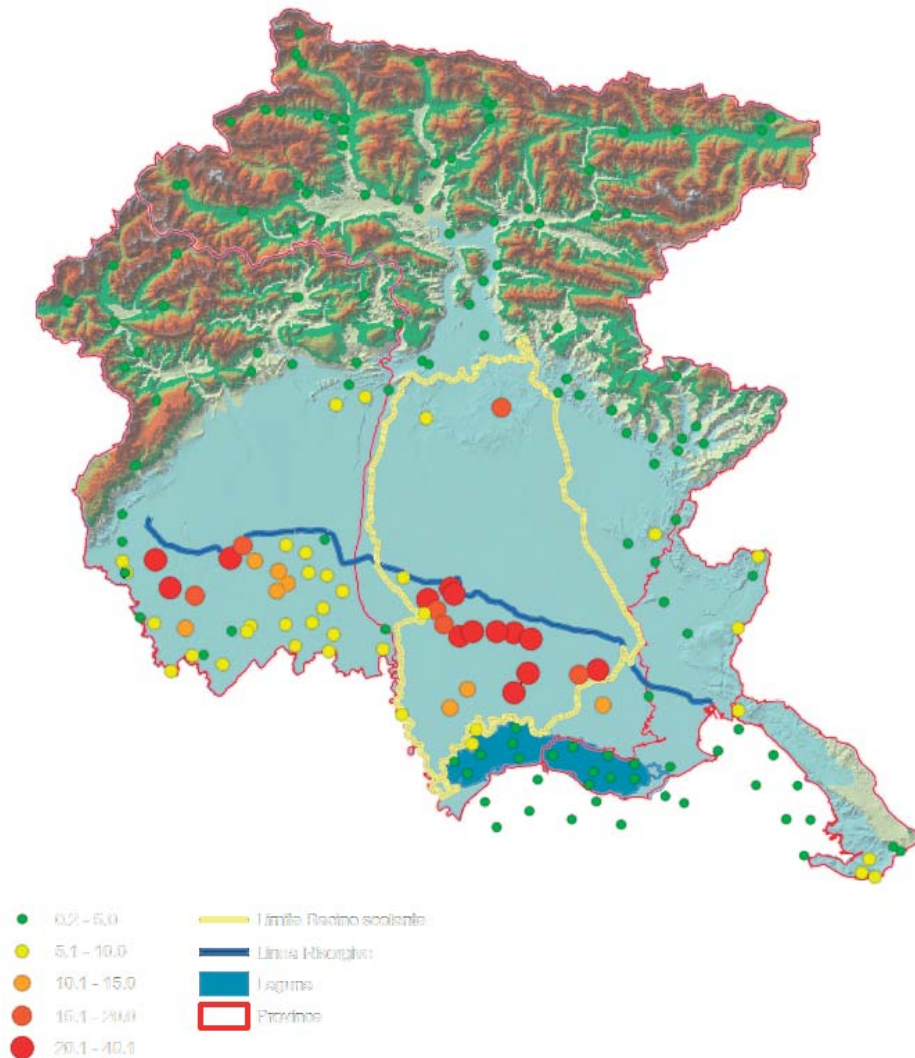 0.2 - 5.0
5.1 - 10.0
10.1 - 15.0
15.1 - 20.0
20.1 - 40.1
Limite Bacino scolante
Linea Risorgive
Laguna
Province